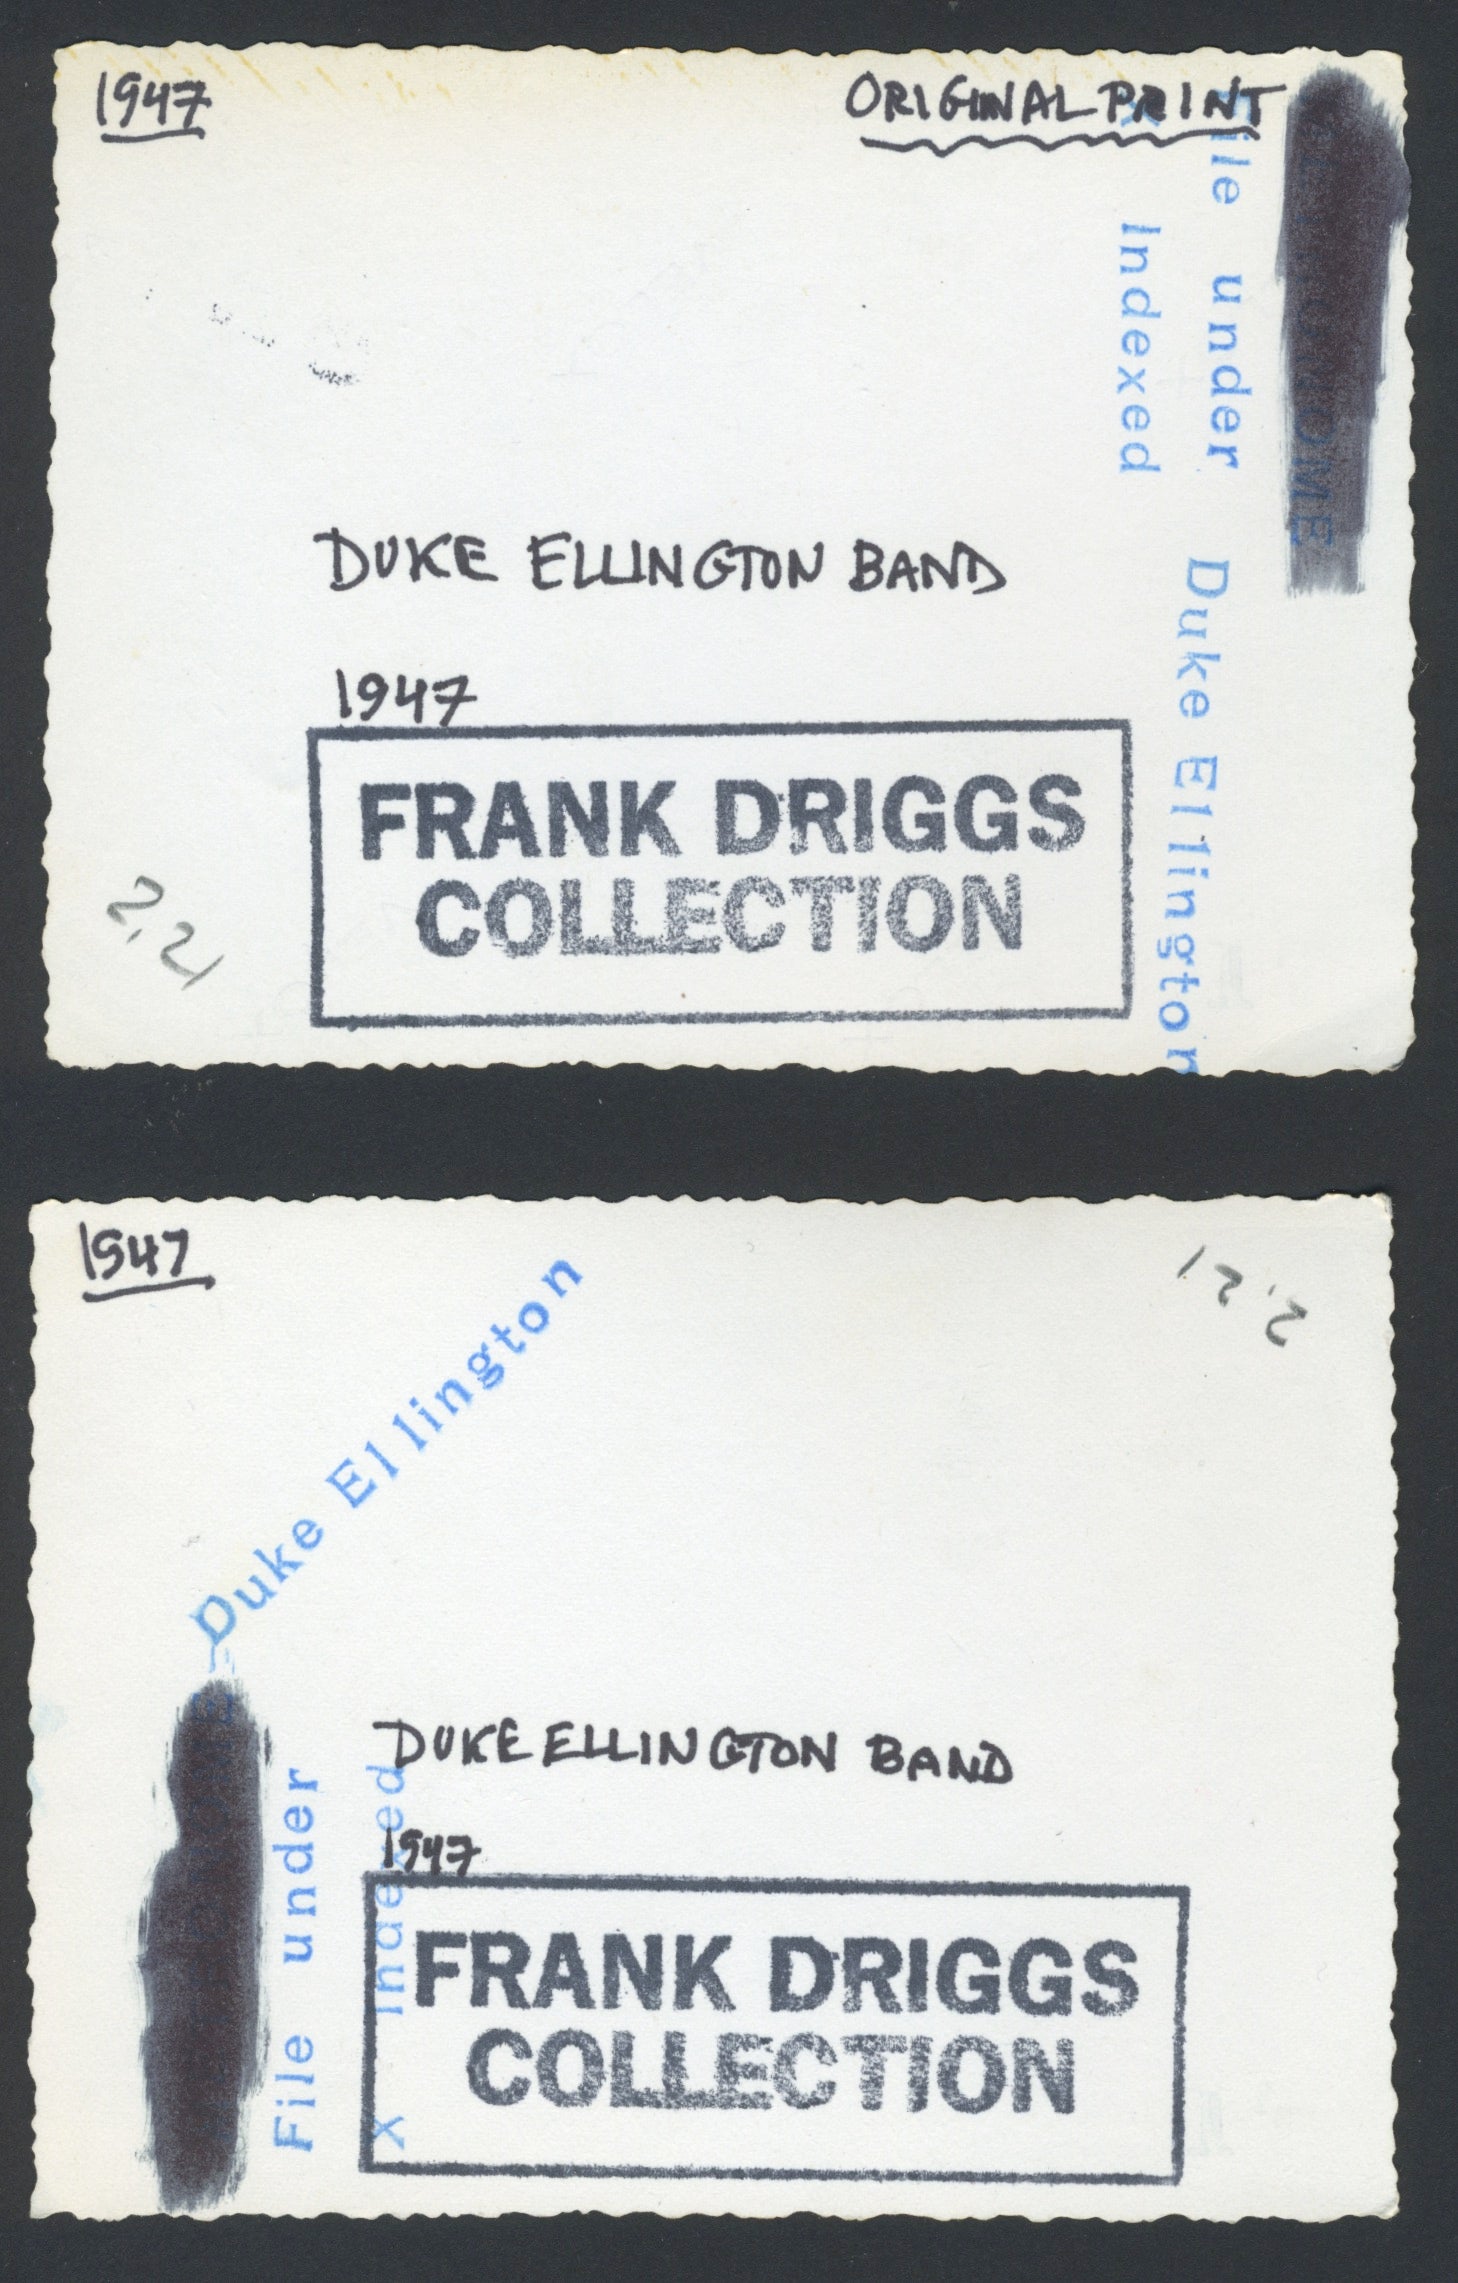 1947
ORIGINAL PRINT
File under
X Indexed
Duke Ellington
DUKE ELLINGTON BAND
1947
FRANK DRIGGS
COLLECTION
2.21
1947
2.21
Duke Ellington
File under
X Indexed
DUKE ELLINGTON BAND
1947
FRANK DRIGGS
COLLECTION